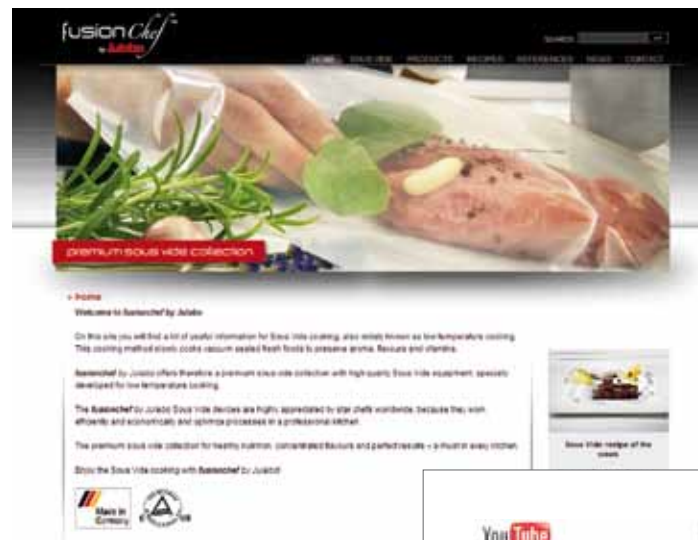 fusionChef™
by Julabo
SEARCH
HOME SOUS VIDE PRODUCTS RECIPES REFERENCES NEWS CONTACT
premium sous vide collection
» home
Welcome to fusionchef by Julabo
On this site you will find a lot of useful information for Sous Vide cooking, also widely known as low-temperature cooking.
This cooking method slowly cooks vacuum sealed fresh foods to preserve aroma, flavours and vitamins.
fusionchef by Julabo offers therefore a premium sous vide collection with high-quality Sous Vide equipment, specially
developed for low temperature cooking.
The fusionchef by Julabo Sous Vide devices are highly appreciated by star chefs worldwide, because they work
efficiently and economically and optimize processes in a professional kitchen.
The premium sous vide collection for healthy nutrition, concentrated flavours and perfect results – a must in every kitchen.
Enjoy the Sous Vide cooking with fusionchef by Julabo!
Sous Vide recipe of the
week
Made in
Germany
YouTube